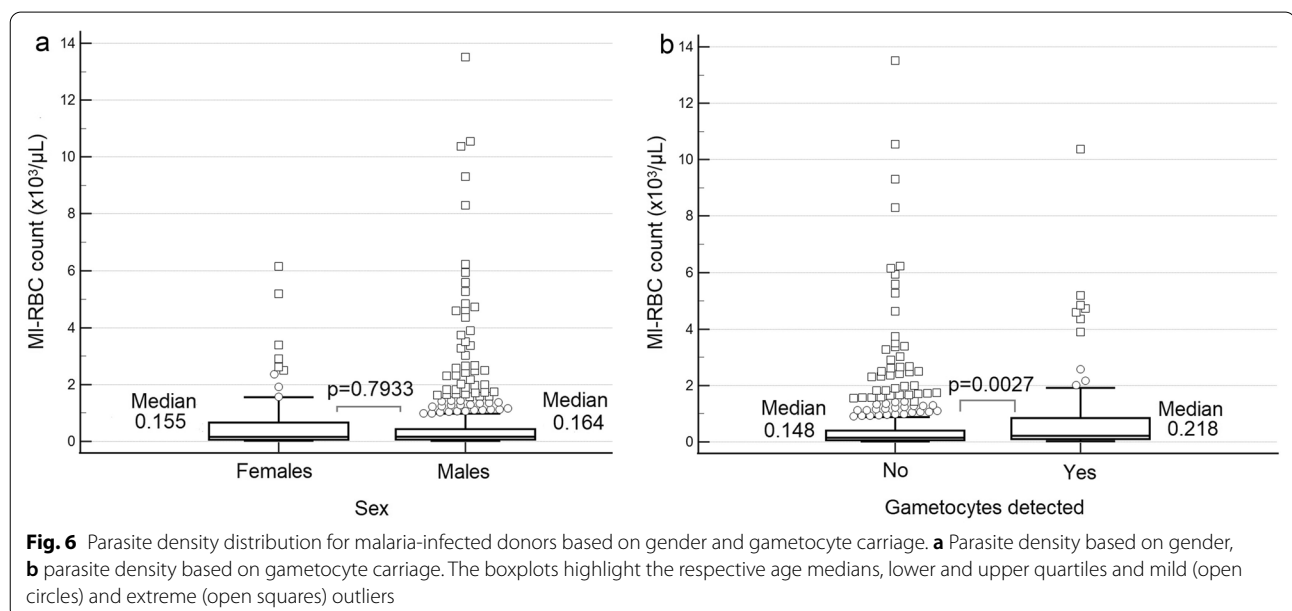 a
14
12
10
8
6
4
2
0
MI-RBC count (x10³/µL)
Median
0.155
p=0.7933
Median
0.164
Females
Males
Sex
b
14
12
10
8
6
4
2
0
MI-RBC count (x10³/µL)
Median
0.148
p=0.0027
Median
0.218
No
Yes
Gametocytes detected
Fig. 6 Parasite density distribution for malaria-infected donors based on gender and gametocyte carriage. a Parasite density based on gender,
b parasite density based on gametocyte carriage. The boxplots highlight the respective age medians, lower and upper quartiles and mild (open
circles) and extreme (open squares) outliers